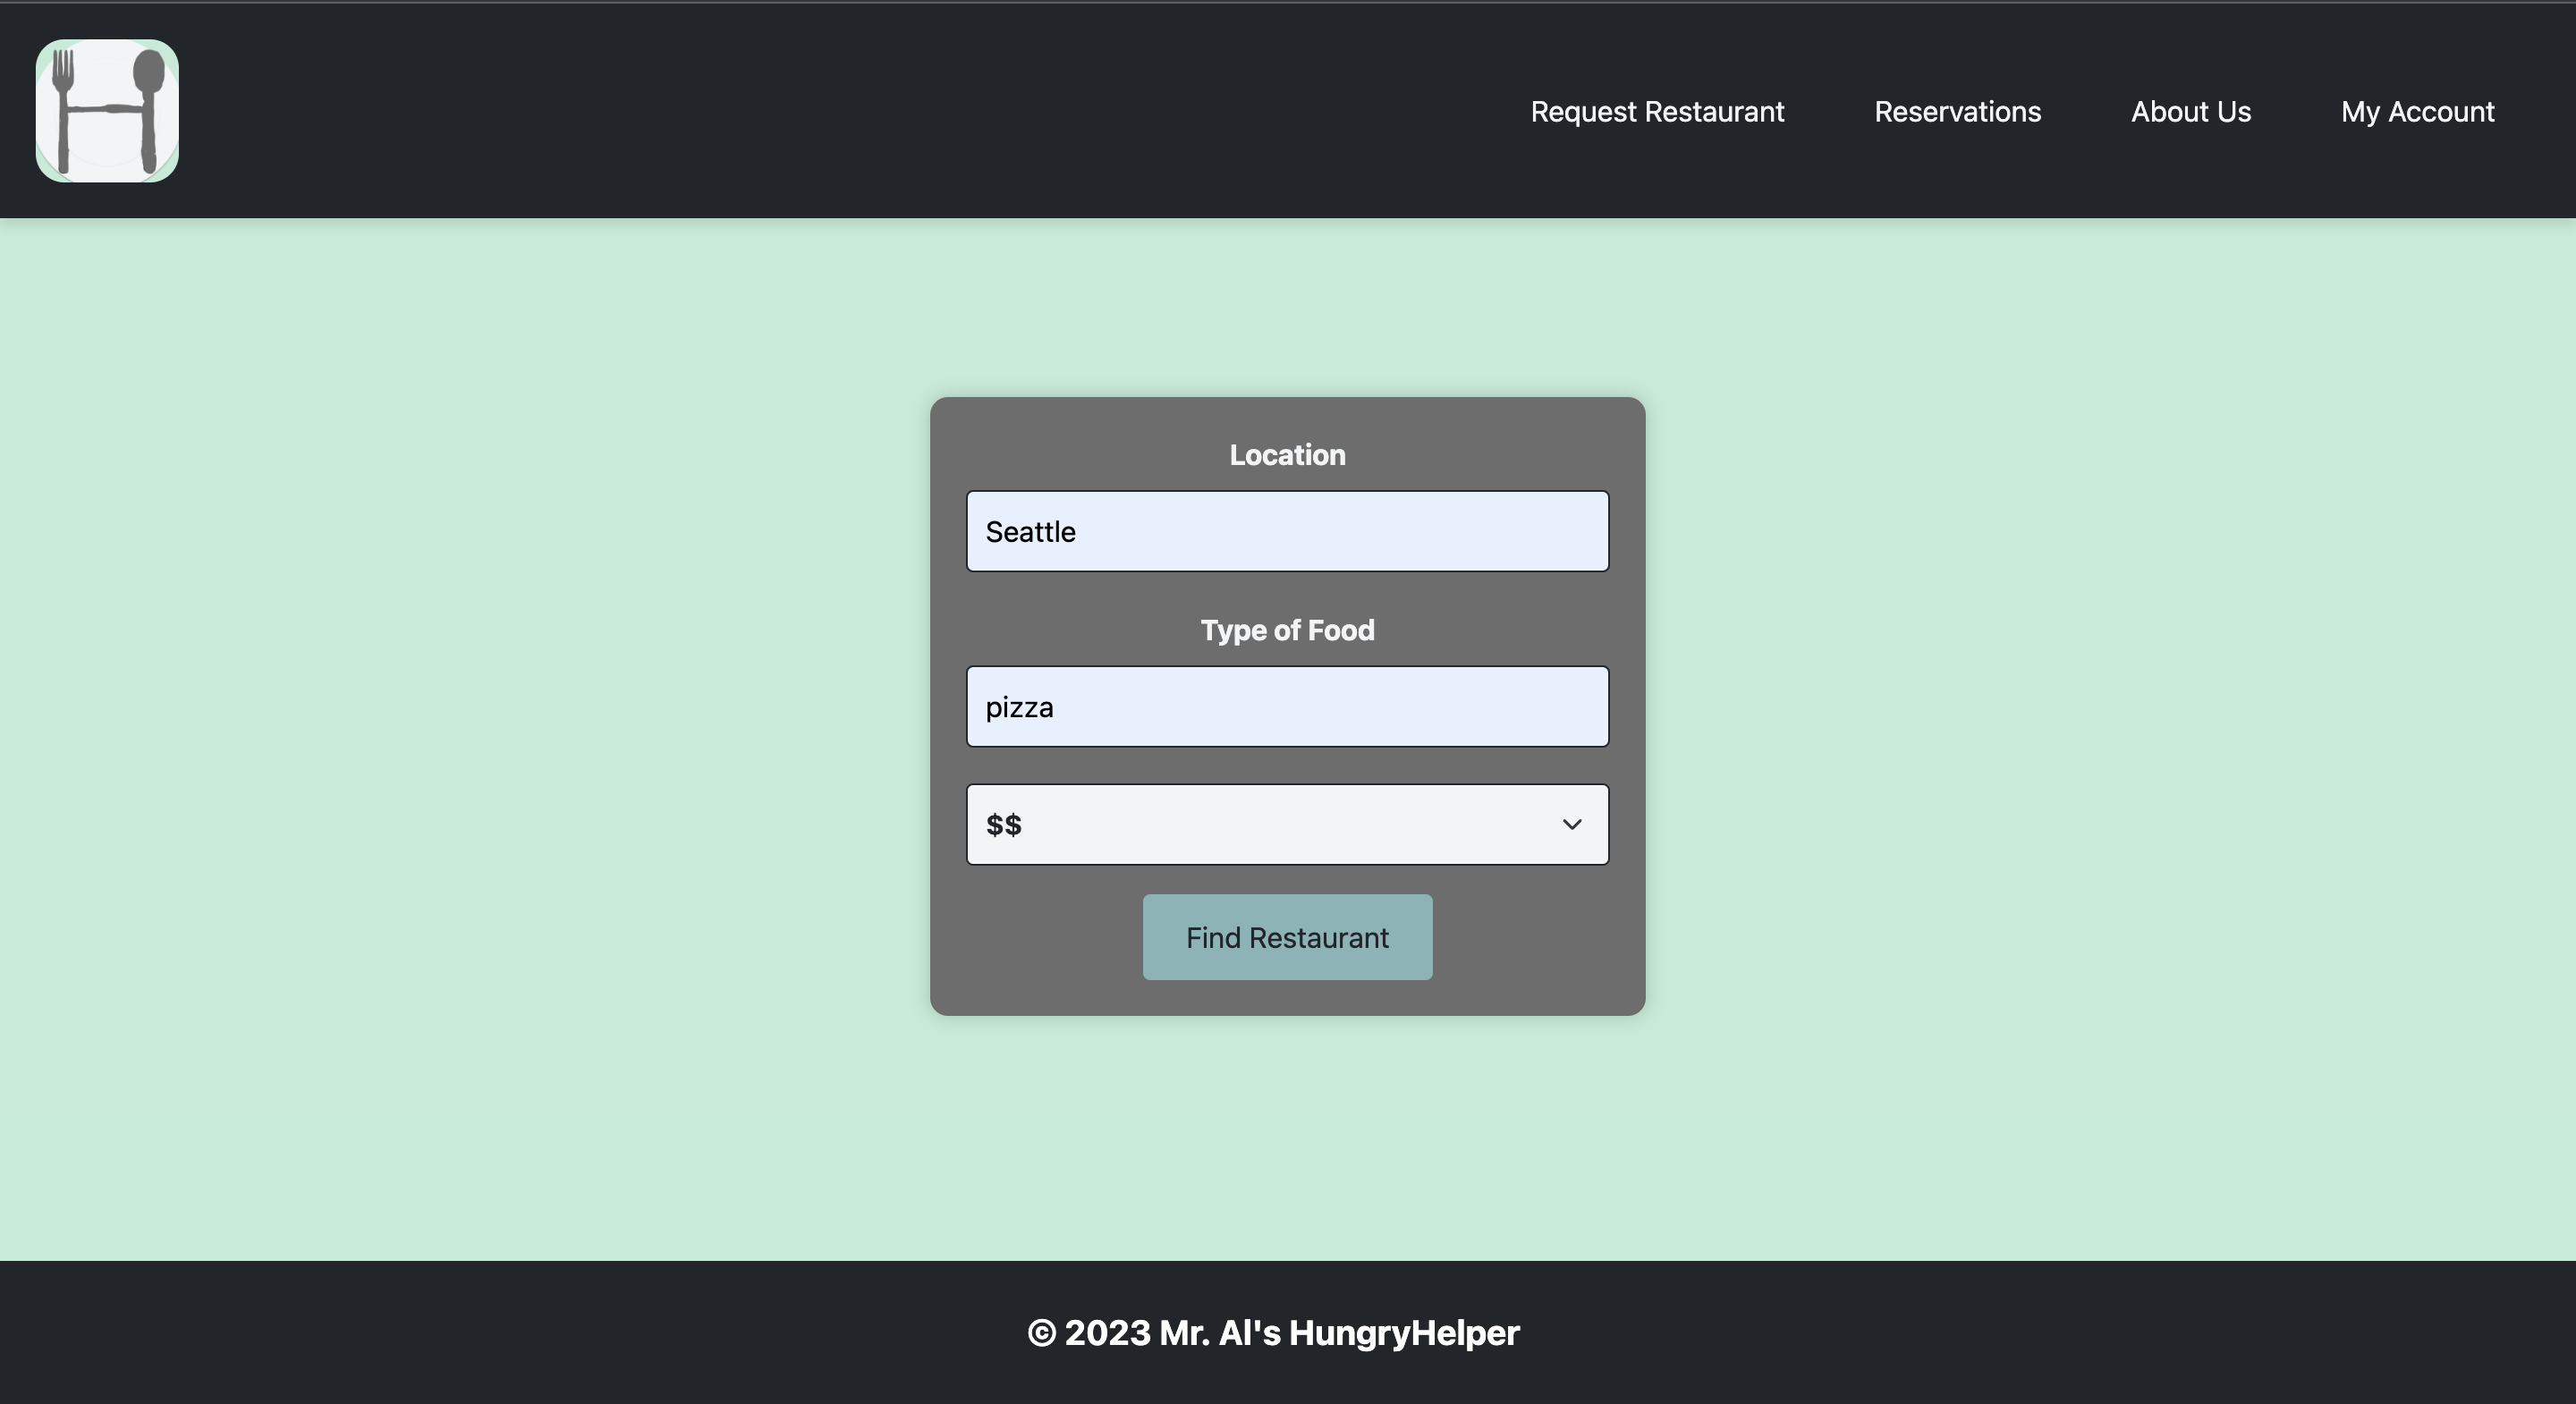 Request Restaurant Reservations About Us My Account
Location
Seattle
Type of Food
pizza
$$
Find Restaurant
© 2023 Mr. Al's HungryHelper